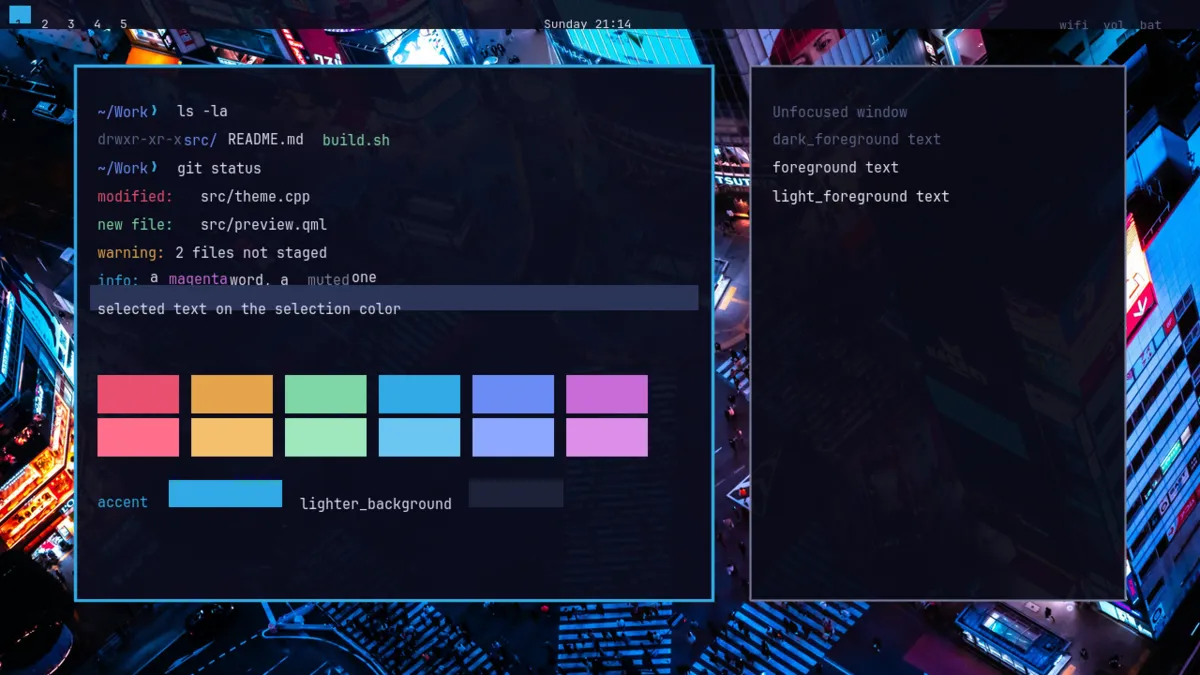 1 2 3 4 5 Sunday 21:14 wifi vol bat
~/Work❯ ls -la
drwxr-xr-x src/ README.md build.sh
~/Work❯ git status
modified: src/theme.cpp
new file: src/preview.qml
warning: 2 files not staged
info: a magenta word, a muted one
selected text on the selection color
accent lighter_background
Unfocused window
dark_foreground text
foreground text
light_foreground text
TSUT